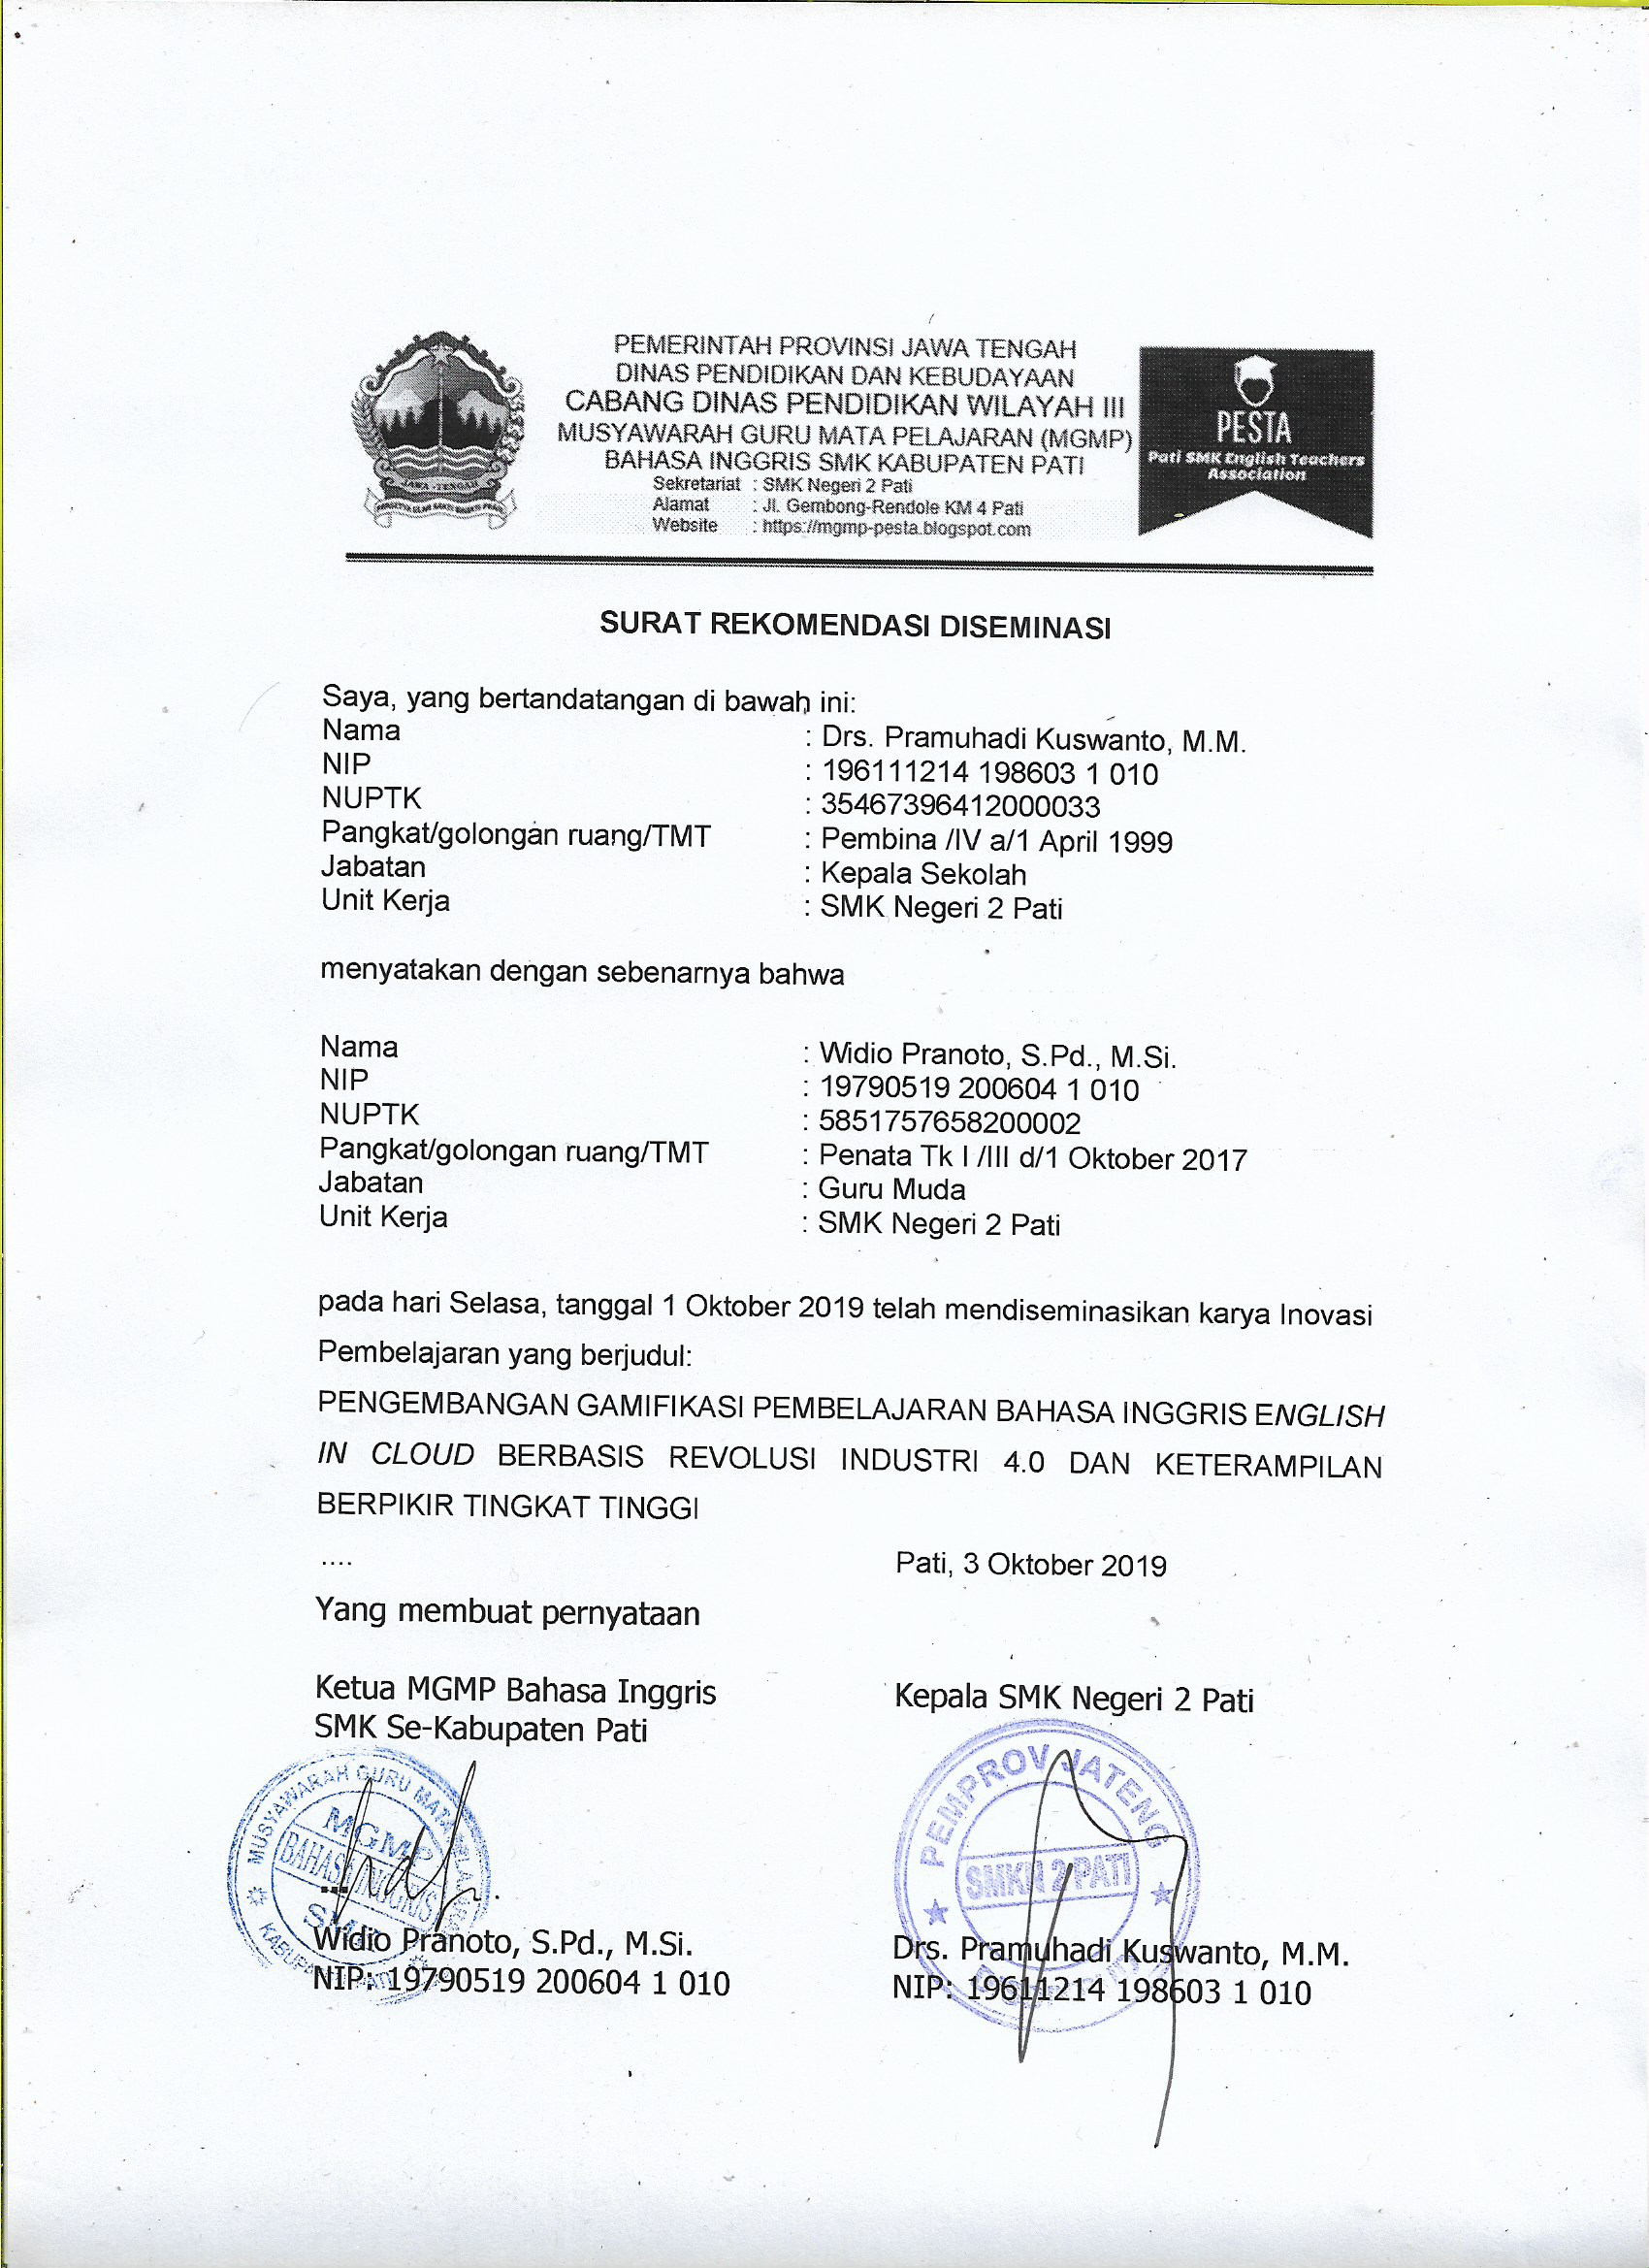 PEMERINTAH PROVINSI JAWA TENGAH
DINAS PENDIDIKAN DAN KEBUDAYAAN
CABANG DINAS PENDIDIKAN WILAYAH III
MUSYAWARAH GURU MATA PELAJARAN (MGMP)
BAHASA INGGRIS SMK KABUPATEN PATI
Sekretariat : SMK Negeri 2 Pati
Alamat : Jl. Gembong-Rendole KM 4 Pati
Website : https://mgmp-pesta.blogspot.com
JAWA - TENGAH
PESTA
Pati SMK English Teachers
Association
SURAT REKOMENDASI DISEMINASI
Saya, yang bertandatangan di bawah ini:
Nama : Drs. Pramuhadi Kuswanto, M.M.
NIP : 196111214 198603 1 010
NUPTK : 35467396412000033
Pangkat/golongan ruang/TMT : Pembina /IV a/1 April 1999
Jabatan : Kepala Sekolah
Unit Kerja : SMK Negeri 2 Pati
menyatakan dengan sebenarnya bahwa
Nama : Widio Pranoto, S.Pd., M.Si.
NIP : 19790519 200604 1 010
NUPTK : 5851757658200002
Pangkat/golongan ruang/TMT : Penata Tk I /III d/1 Oktober 2017
Jabatan : Guru Muda
Unit Kerja : SMK Negeri 2 Pati
pada hari Selasa, tanggal 1 Oktober 2019 telah mendiseminasikan karya Inovasi
Pembelajaran yang berjudul:
PENGEMBANGAN GAMIFIKASI PEMBELAJARAN BAHASA INGGRIS ENGLISH
IN CLOUD BERBASIS REVOLUSI INDUSTRI 4.0 DAN KETERAMPILAN
BERPIKIR TINGKAT TINGGI
.... Pati, 3 Oktober 2019
Yang membuat pernyataan
Ketua MGMP Bahasa Inggris
SMK Se-Kabupaten Pati
Kepala SMK Negeri 2 Pati
MUSYAWARAH GURU MATA
MGMP
BAHASA INGGRIS
SMK
PEMPROV JATENG
SMKN 2 PATI
Widio Pranoto, S.Pd., M.Si.
NIP: 19790519 200604 1 010
Drs. Pramuhadi Kuswanto, M.M.
NIP: 19611214 198603 1 010